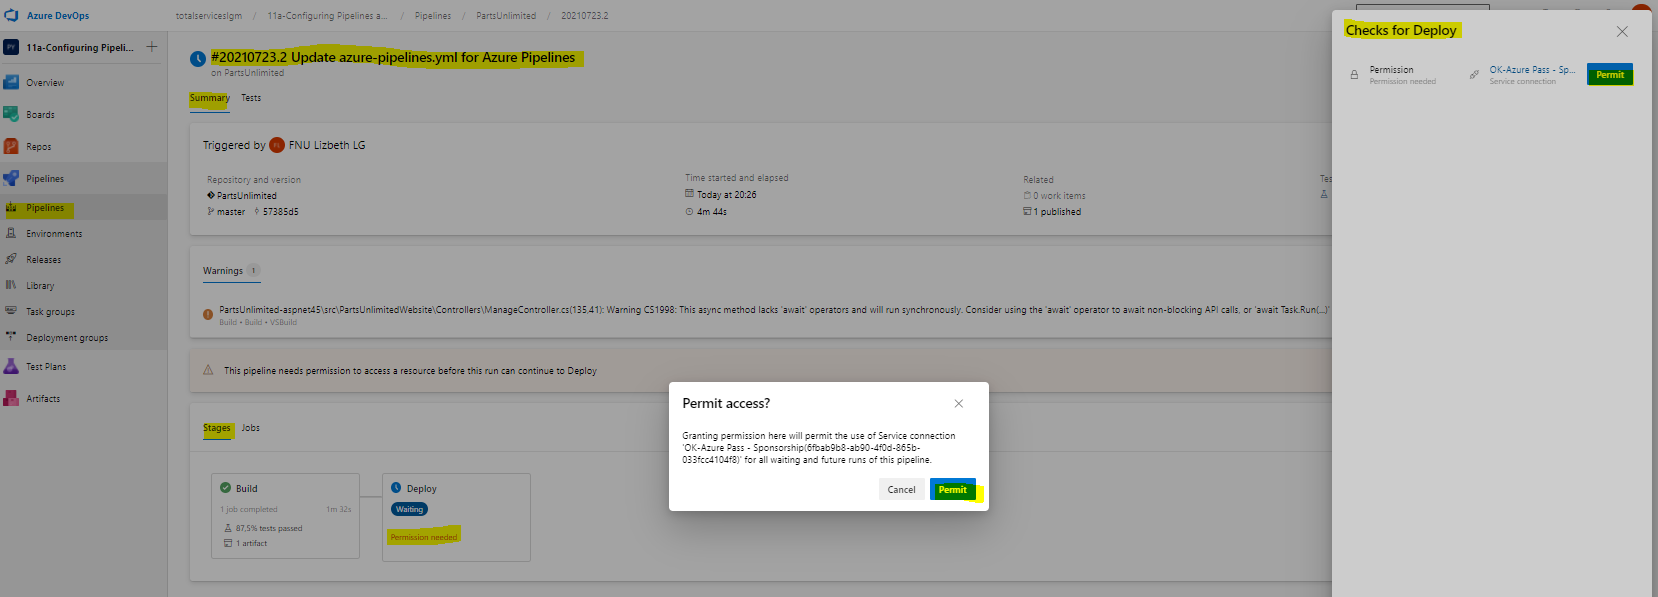 Azure DevOps
totalserviceslgm / 11a-Configuring Pipelines a... / Pipelines / PartsUnlimited / 20210723.2
11a-Configuring Pipeli...
Overview
Boards
Repos
Pipelines
Pipelines
Environments
Releases
Library
Task groups
Deployment groups
Test Plans
Artifacts
#20210723.2 Update azure-pipelines.yml for Azure Pipelines
on PartsUnlimited
Summary Tests
Triggered by FNU Lizbeth LG
Repository and version
PartsUnlimited
master 57385d5
Time started and elapsed
Today at 20:26
4m 44s
Related
0 work items
1 published
Tes
Warnings 1
PartsUnlimited-aspnet45\src\PartsUnlimitedWebsite\Controllers\ManageController.cs(135,41): Warning CS1998: This async method lacks 'await' operators and will run synchronously. Consider using the 'await' operator to await non-blocking API calls, or 'await Task.Run(...)'
Build • Build • VSBuild
This pipeline needs permission to access a resource before this run can continue to Deploy
Stages Jobs
Build
1 job completed 1m 32s
87.5% tests passed
1 artifact
Deploy
Waiting
Permission needed
Permit access?
Granting permission here will permit the use of Service connection
'OK-Azure Pass - Sponsorship(6fbab9b8-ab90-4f0d-865b-
033fcc4104f8)' for all waiting and future runs of this pipeline.
Cancel Permit
Checks for Deploy
Permission
Permission needed
OK-Azure Pass - Sp...
Service connection
Permit